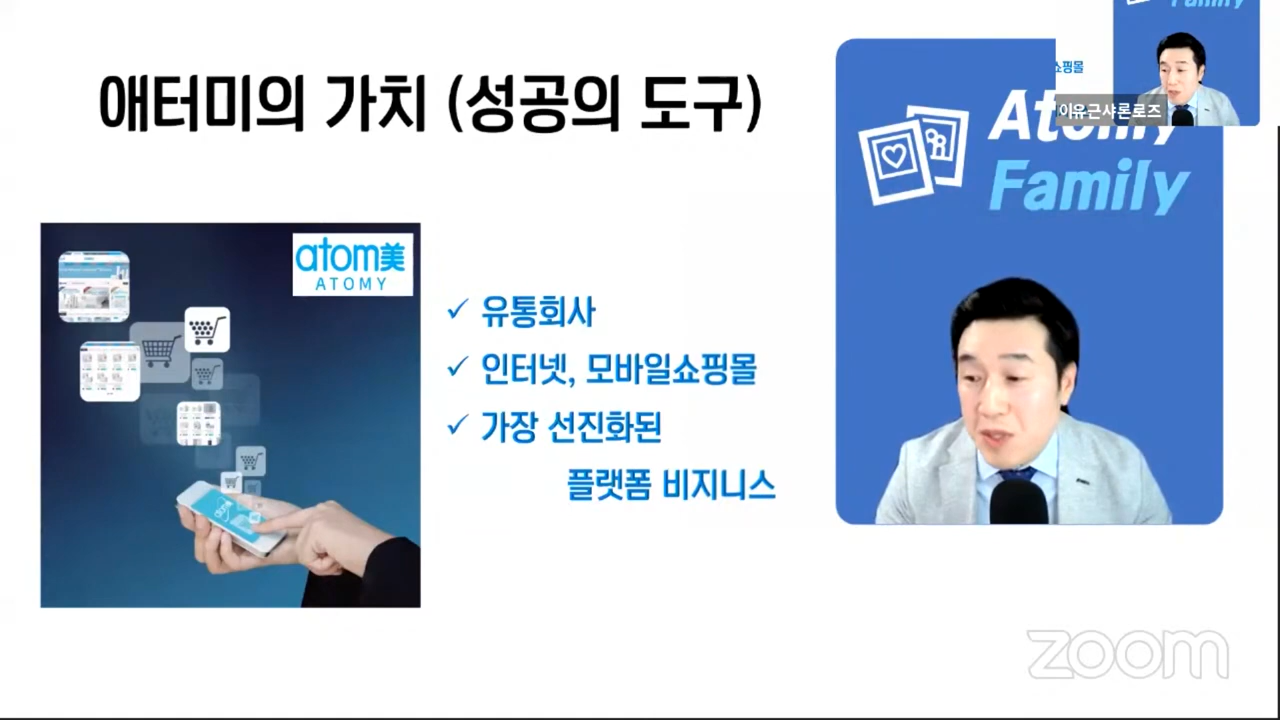 애터미의 가치 (성공의 도구)
atom美
ATOMY
✓ 유통회사
✓ 인터넷, 모바일쇼핑몰
✓ 가장 선진화된
플랫폼 비지니스
Family
쇼핑몰
이유근샤론로즈
Atomy
Family
zoom